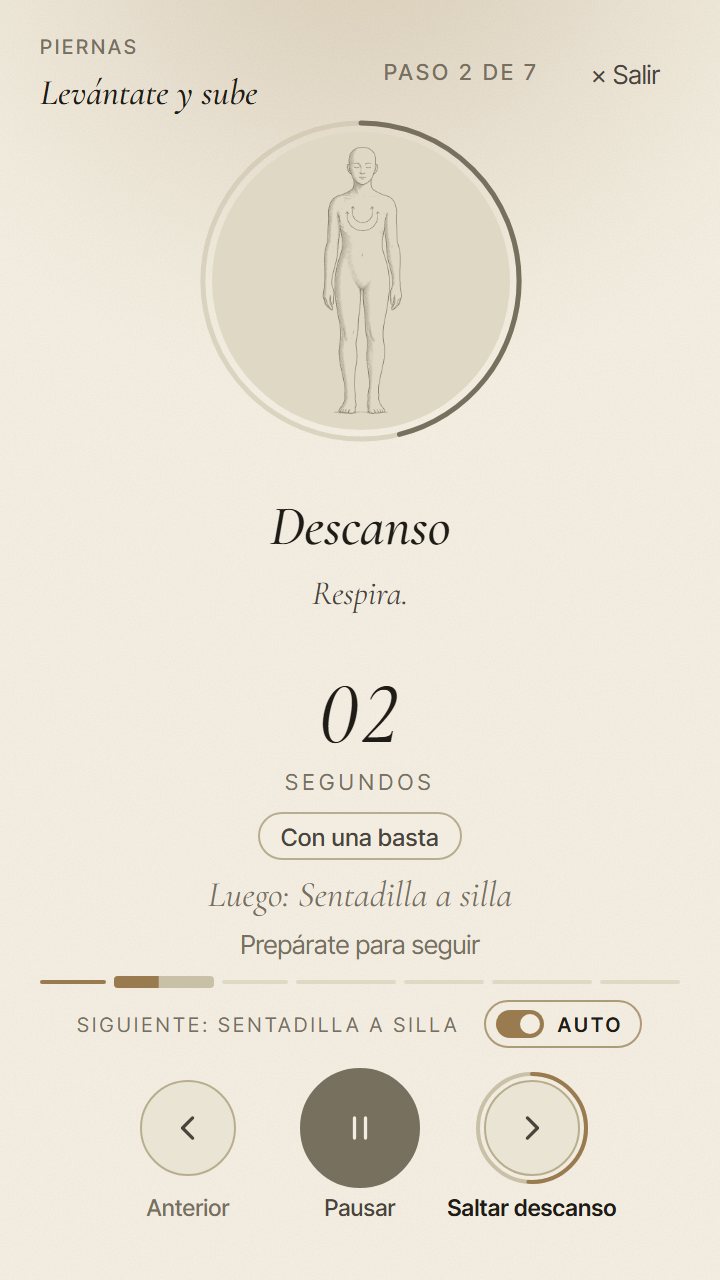 PIERNAS
Levántate y sube
PASO 2 DE 7
× Salir
Descanso
Respira.
02
SEGUNDOS
Con una basta
Luego: Sentadilla a silla
Prepárate para seguir
SIGUIENTE: SENTADILLA A SILLA
AUTO
Anterior
Pausar
Saltar descanso